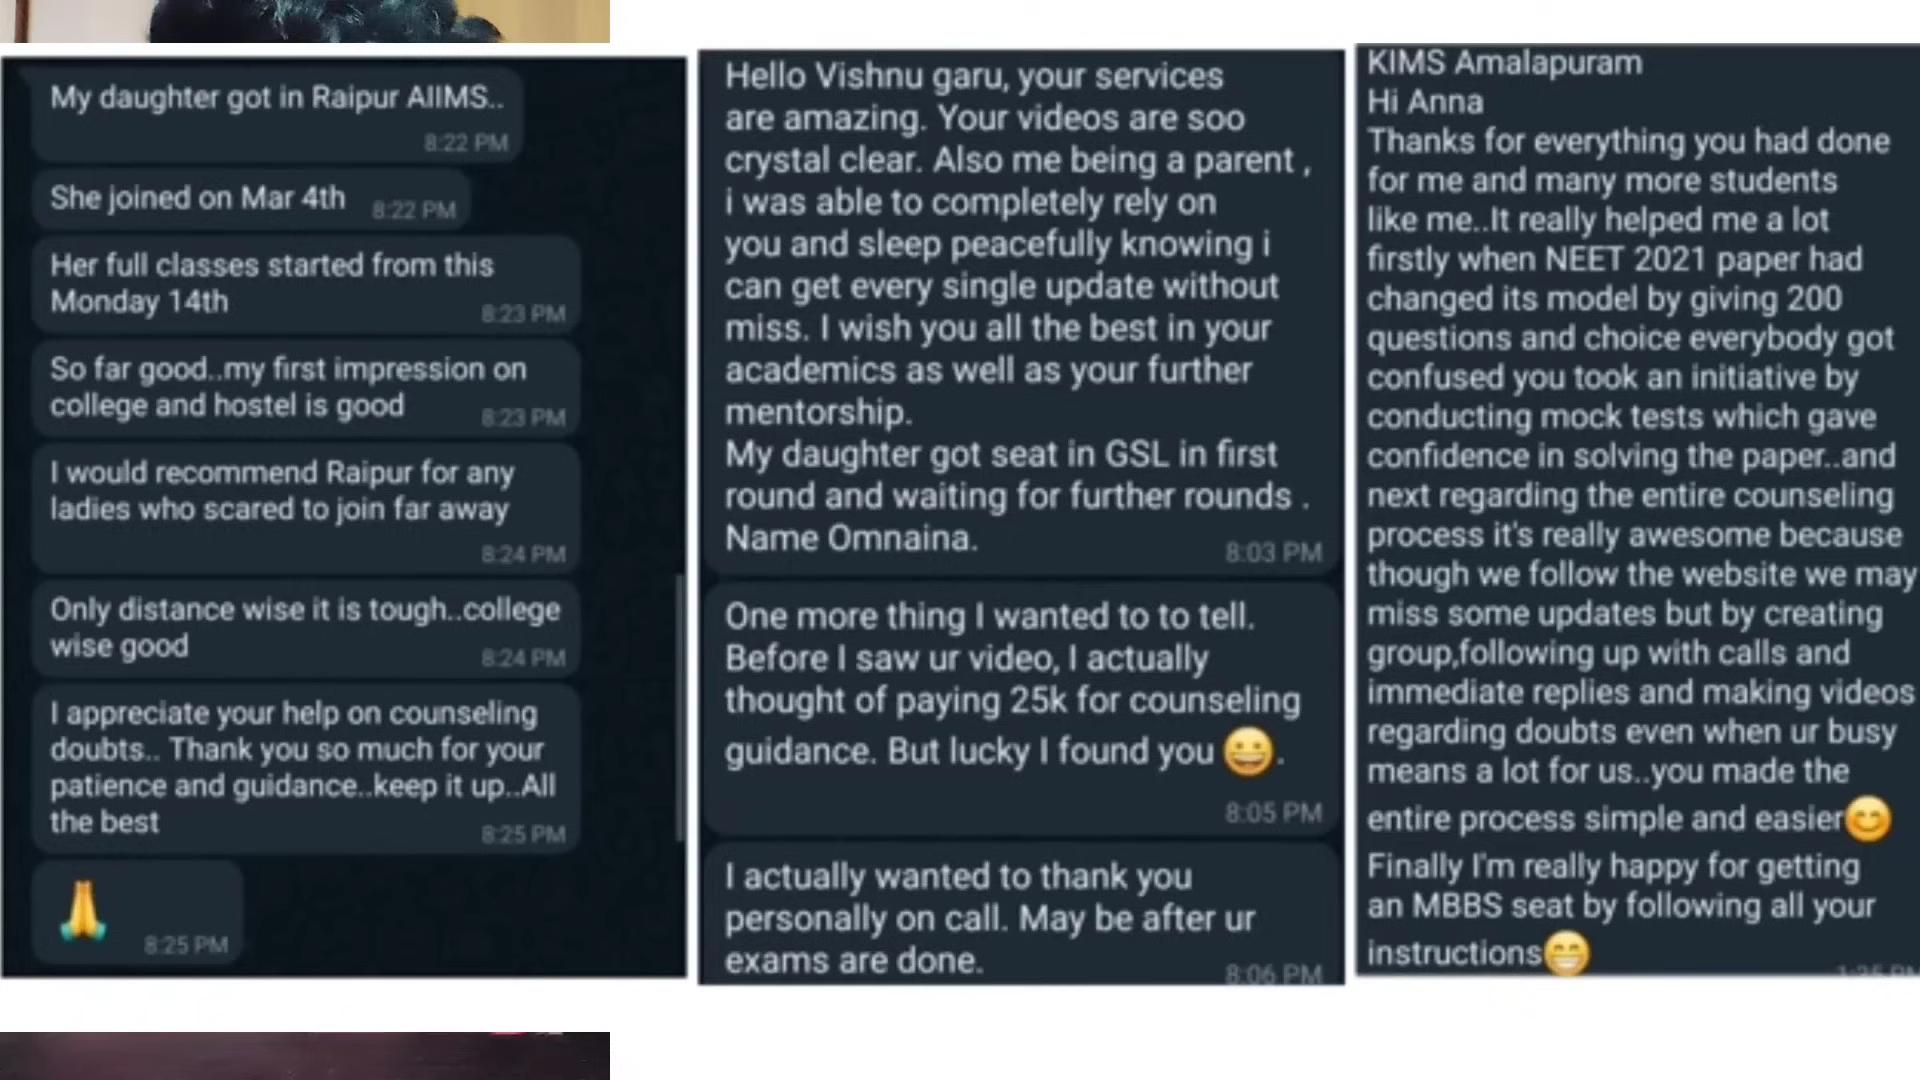 My daughter got in Raipur AIIMS..
8:22 PM
She joined on Mar 4th 8:22 PM
Her full classes started from this
Monday 14th 8:23 PM
So far good..my first impression on
college and hostel is good 8:23 PM
I would recommend Raipur for any
ladies who scared to join far away
8:24 PM
Only distance wise it is tough..college
wise good 8:24 PM
I appreciate your help on counseling
doubts.. Thank you so much for your
patience and guidance..keep it up..All
the best 8:25 PM
🙏 8:25 PM
Hello Vishnu garu, your services
are amazing. Your videos are soo
crystal clear. Also me being a parent ,
i was able to completely rely on
you and sleep peacefully knowing i
can get every single update without
miss. I wish you all the best in your
academics as well as your further
mentorship.
My daughter got seat in GSL in first
round and waiting for further rounds .
Name Omnaina. 8:03 PM
One more thing I wanted to to tell.
Before I saw ur video, I actually
thought of paying 25k for counseling
guidance. But lucky I found you 😀.
8:05 PM
I actually wanted to thank you
personally on call. May be after ur
exams are done. 8:06 PM
KIMS Amalapuram
Hi Anna
Thanks for everything you had done
for me and many more students
like me..It really helped me a lot
firstly when NEET 2021 paper had
changed its model by giving 200
questions and choice everybody got
confused you took an initiative by
conducting mock tests which gave
confidence in solving the paper..and
next regarding the entire counseling
process it's really awesome because
though we follow the website we may
miss some updates but by creating
group,following up with calls and
immediate replies and making videos
regarding doubts even when ur busy
means a lot for us..you made the
entire process simple and easier😊
Finally I'm really happy for getting
an MBBS seat by following all your
instructions😁